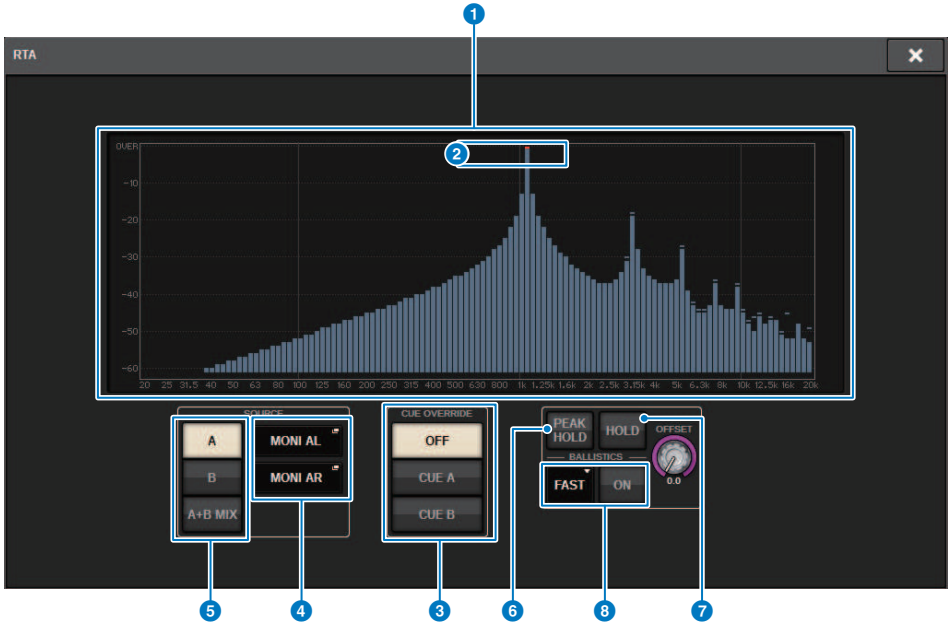 1
RTA
OVER
2
-10
-20
-30
-40
-50
-60
20 25 31.5 40 50 63 80 100 125 160 200 250 315 400 500 630 800 1k 1.25k 1.6k 2k 2.5k 3.15k 4k 5k 6.3k 8k 10k 12.5k 16k 20k
SOURCE
A
B
A+B MIX
MONI AL
MONI AR
CUE OVERRIDE
OFF
CUE A
CUE B
PEAK
HOLD
HOLD
OFFSET
0.0
BALLISTICS
FAST
ON
5
4
3
6
8
7